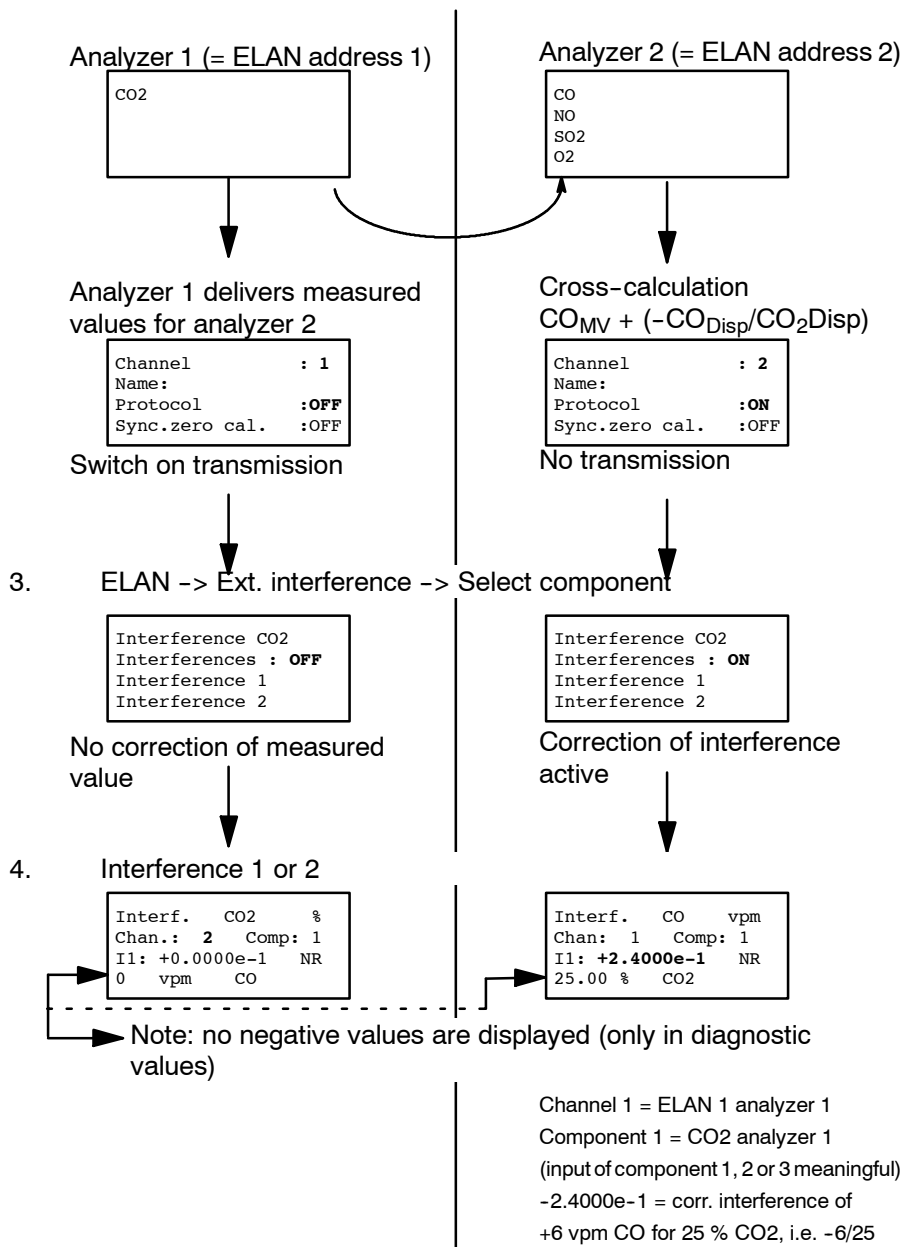 Analyzer 1 (= ELAN address 1)
CO2
Analyzer 2 (= ELAN address 2)
CO
NO
SO2
O2
Analyzer 1 delivers measured
values for analyzer 2
Channel : 1
Name:
Protocol :OFF
Sync.zero cal. :OFF
Switch on transmission
Cross-calculation
CO_MV + (-CO_Disp/CO₂Disp)
Channel : 2
Name:
Protocol :ON
Sync.zero cal. :OFF
No transmission
3. ELAN -> Ext. interference -> Select component
Interference CO2
Interferences : OFF
Interference 1
Interference 2
No correction of measured
value
Interference CO2
Interferences : ON
Interference 1
Interference 2
Correction of interference
active
4. Interference 1 or 2
Interf. CO2 %
Chan.: 2 Comp: 1
I1: +0.0000e-1 NR
0 vpm CO
Interf. CO vpm
Chan: 1 Comp: 1
I1: +2.4000e-1 NR
25.00 % CO2
Note: no negative values are displayed (only in diagnostic
values)
Channel 1 = ELAN 1 analyzer 1
Component 1 = CO2 analyzer 1
(input of component 1, 2 or 3 meaningful)
-2.4000e-1 = corr. interference of
+6 vpm CO for 25 % CO2, i.e. -6/25